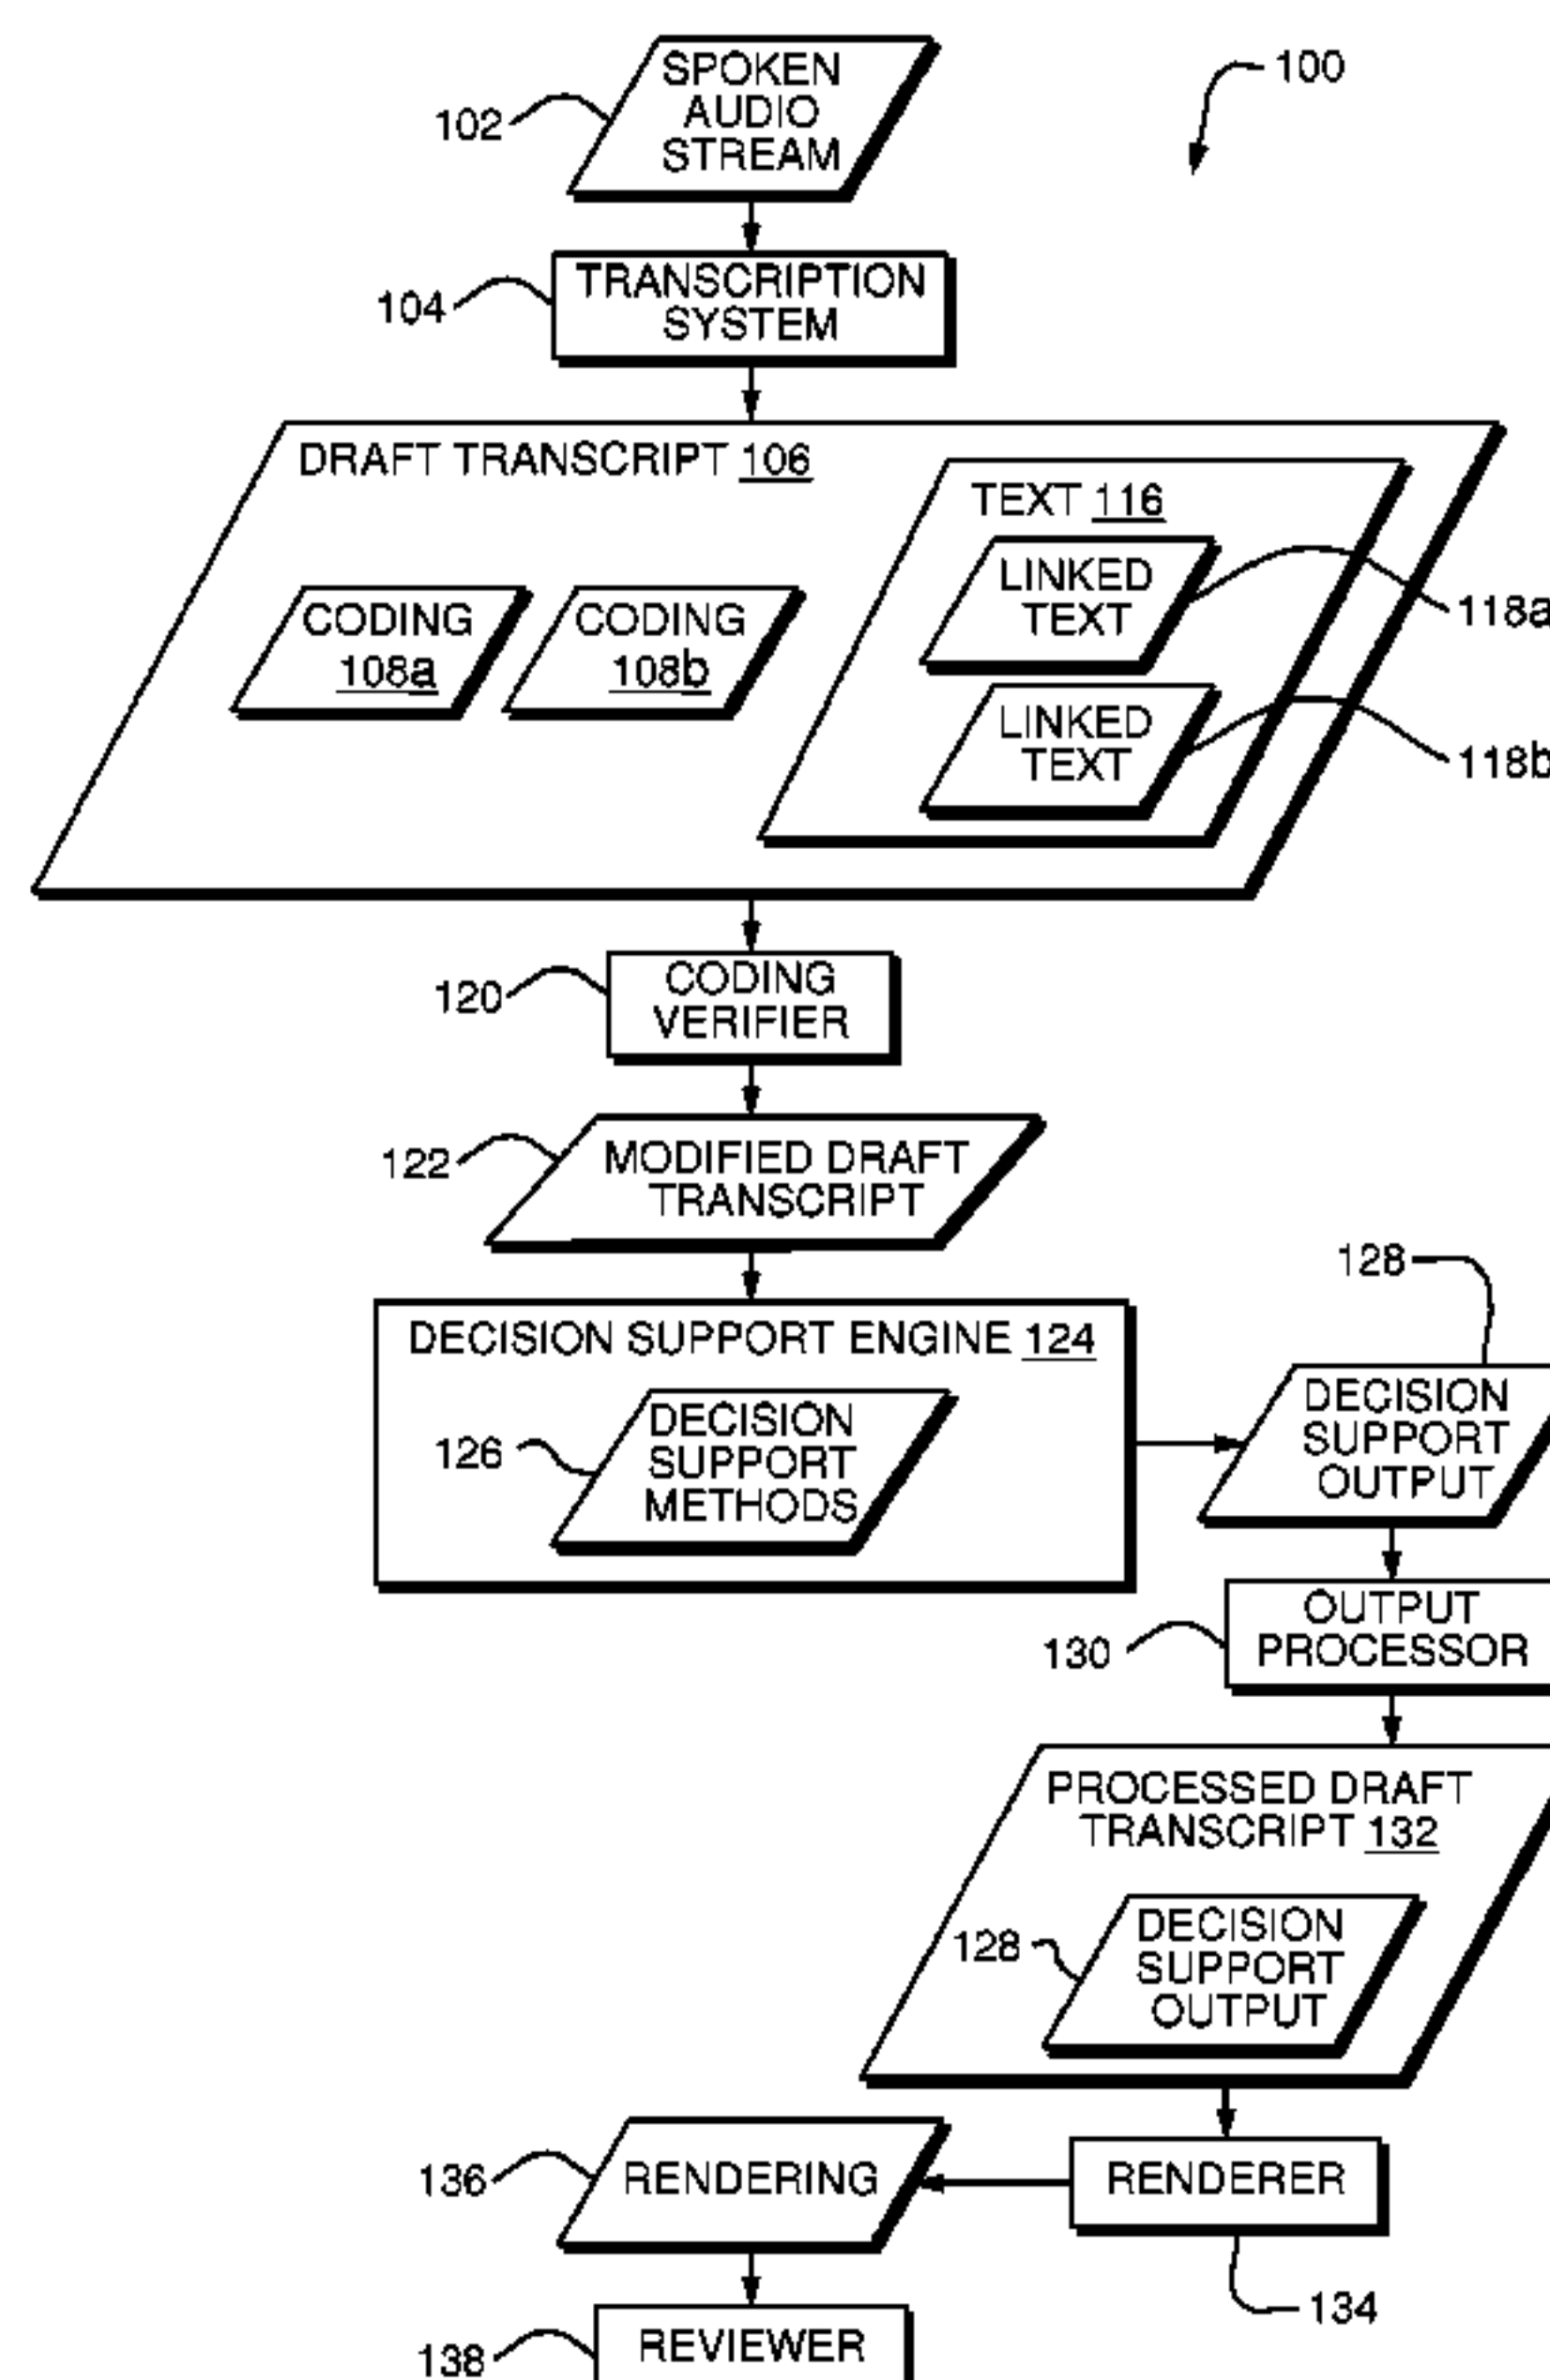 SPOKEN
AUDIO
STREAM
100
102
TRANSCRIPTION
SYSTEM
104
DRAFT TRANSCRIPT 106
TEXT 116
LINKED
TEXT
118a
CODING
108a
CODING
108b
LINKED
TEXT
118b
CODING
VERIFIER
120
MODIFIED DRAFT
TRANSCRIPT
122
DECISION SUPPORT ENGINE 124
DECISION
SUPPORT
METHODS
126
128
DECISION
SUPPORT
OUTPUT
OUTPUT
PROCESSOR
130
PROCESSED DRAFT
TRANSCRIPT 132
DECISION
SUPPORT
OUTPUT
128
RENDERER
134
RENDERING
136
REVIEWER
138